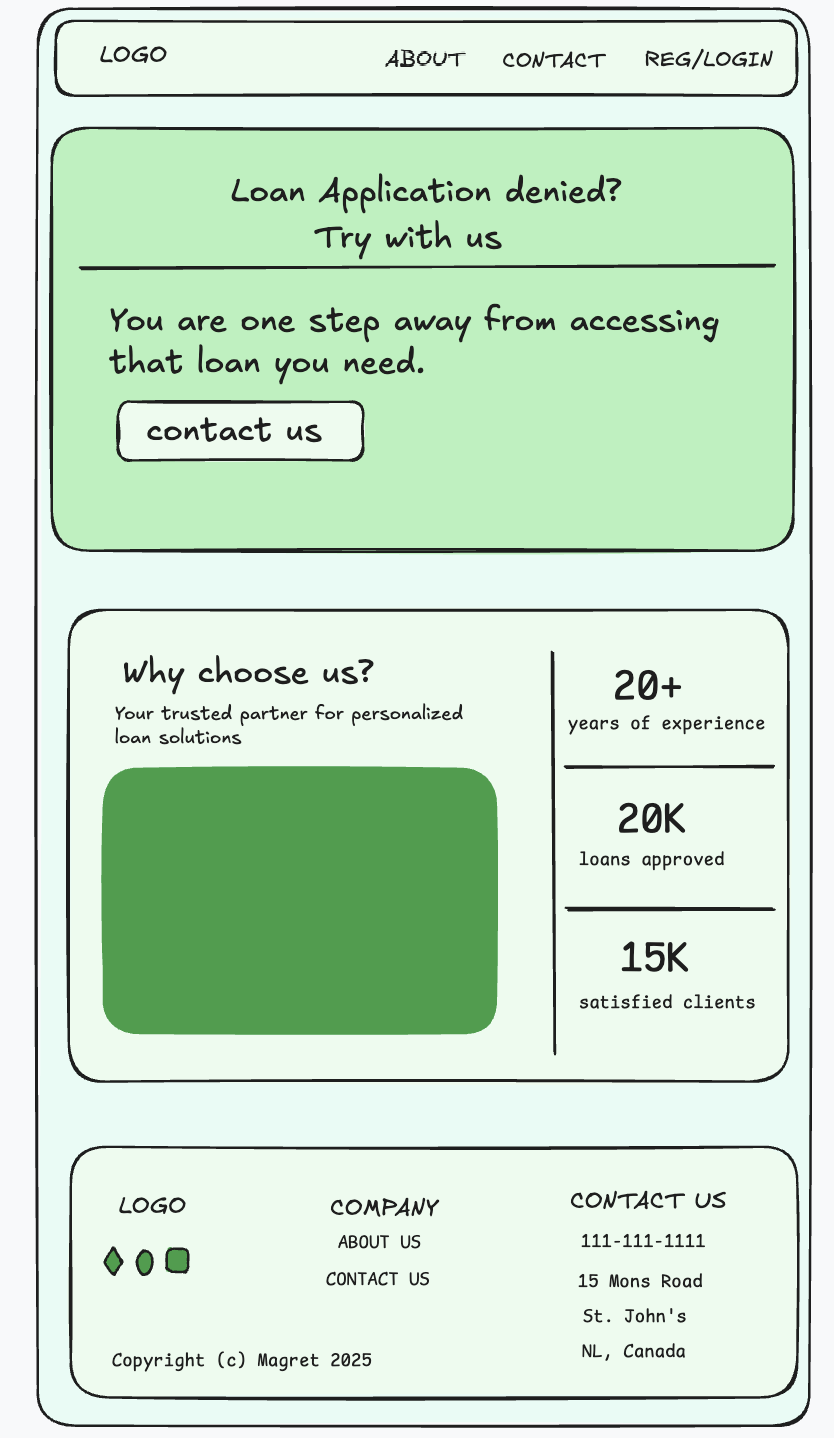 LOGO
ABOUT CONTACT REG/LOGIN
Loan Application denied?
Try with us
You are one step away from accessing
that loan you need.
contact us
Why choose us?
Your trusted partner for personalized
loan solutions
20+
years of experience
20K
loans approved
15K
satisfied clients
LOGO
COMPANY
ABOUT US
CONTACT US
CONTACT US
111-111-1111
15 Mons Road
St. John's
NL, Canada
Copyright (c) Magret 2025